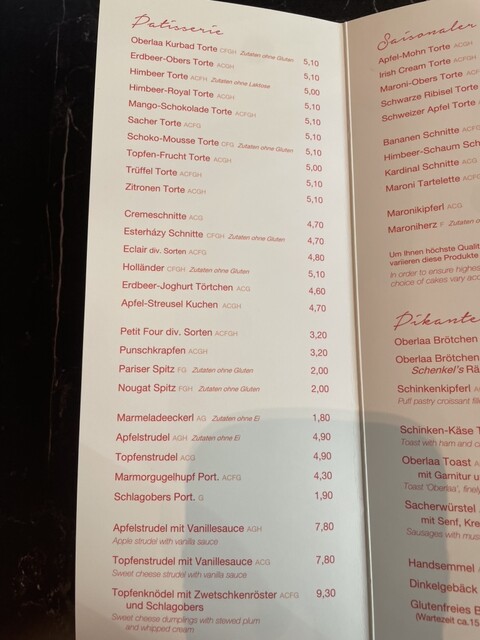 Patisserie
Oberlaa Kurbad Torte CFGH Zutaten ohne Gluten 5,10
Erdbeer-Obers Torte ACGH 5,10
Himbeer Torte ACFH Zutaten ohne Laktose 5,00
Himbeer-Royal Torte ACGH 5,10
Mango-Schokolade Torte ACFGH 5,10
Sacher Torte ACFG 5,10
Schoko-Mousse Torte CFG Zutaten ohne Gluten 5,10
Topfen-Frucht Torte ACGH 5,00
Trüffel Torte ACFGH 5,10
Zitronen Torte ACGH 5,10
Cremeschnitte ACG 4,70
Esterházy Schnitte CFGH Zutaten ohne Gluten 4,70
Eclair div. Sorten ACFG 4,80
Holländer CFGH Zutaten ohne Gluten 5,10
Erdbeer-Joghurt Törtchen ACG 4,60
Apfel-Streusel Kuchen ACGH 4,70
Petit Four div. Sorten ACFGH 3,20
Punschkrapfen ACGH 3,20
Pariser Spitz FG Zutaten ohne Gluten 2,00
Nougat Spitz FGH Zutaten ohne Gluten 2,00
Marmeladeeckerl AG Zutaten ohne Ei 1,80
Apfelstrudel AGH Zutaten ohne Ei 4,90
Topfenstrudel ACG 4,90
Marmorgugelhupf Port. ACFG 4,30
Schlagobers Port. G 1,90
Apfelstrudel mit Vanillesauce AGH 7,80
Apple strudel with vanilla sauce
Topfenstrudel mit Vanillesauce ACG 7,80
Sweet cheese strudel with vanilla sauce
Topfenknödel mit Zwetschkenröster ACFG 9,30
und Schlagobers
Sweet cheese dumplings with stewed plum
and whipped cream
Saisonaler
Apfel-Mohn Torte ACGH
Irish Cream Torte ACFGH
Maroni-Obers Torte
Schwarze Ribisel Torte
Schweizer Apfel Torte
Bananen Schnitte
Himbeer-Schaum
Kardinal Schnitte ACG
Maroni Tartelette
Maronikipferl ACG
Maroniherz Zutaten
Um Ihnen höchste
variieren diese Produkte
In order to ensure
choice of cakes vary
Pikante
Oberlaa Brötchen
Oberlaa Brötchen
Schenkel's
Schinkenkipferl
Puff pastry croissant
Schinken-Käse
Toast with ham and
Oberlaa Toast
mit Garnitur
Toast 'Oberlaa',
Sacherwürstel
mit Senf,
Sausages with
Handsemmel
Dinkelgebäck
Glutenfreies
(Wartezeit ca.